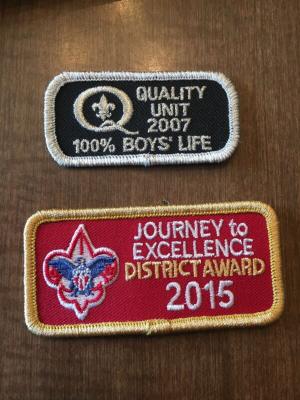 QUALITY
UNIT
2007
100% BOYS' LIFE
JOURNEY to
EXCELLENCE
DISTRICT AWARD
2015